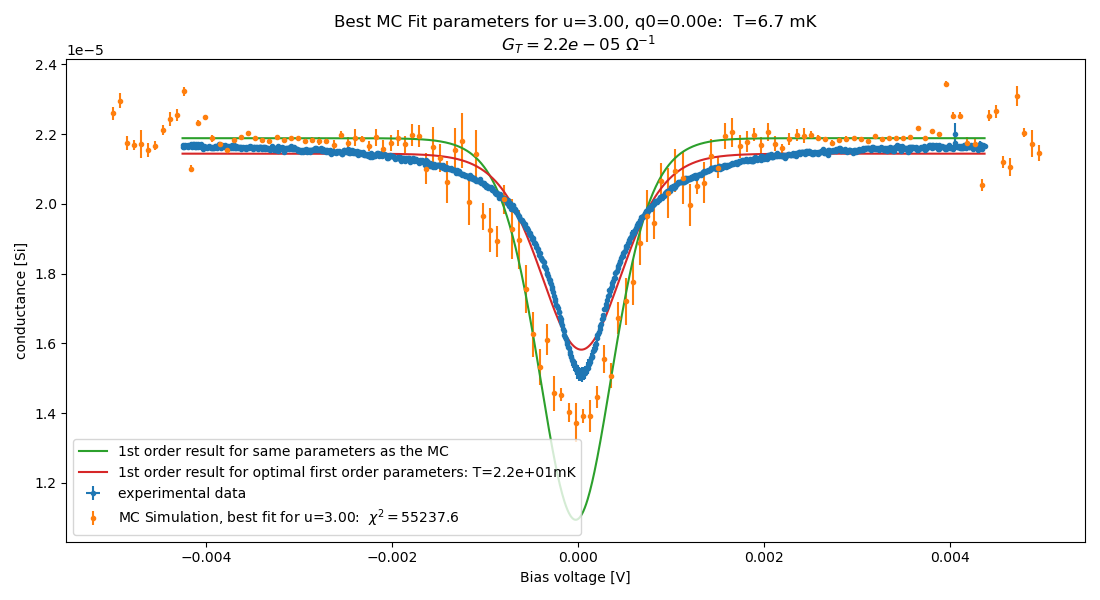 Best MC Fit parameters for u=3.00, q0=0.00e:  T=6.7 mK
G_T = 2.2e − 05 Ω⁻¹
1e−5
2.4
2.2
2.0
1.8
1.6
1.4
1.2
conductance [Si]
1st order result for same parameters as the MC
1st order result for optimal first order parameters: T=2.2e+01mK
experimental data
MC Simulation, best fit for u=3.00:  χ² = 55237.6
−0.004 −0.002 0.000 0.002 0.004
Bias voltage [V]